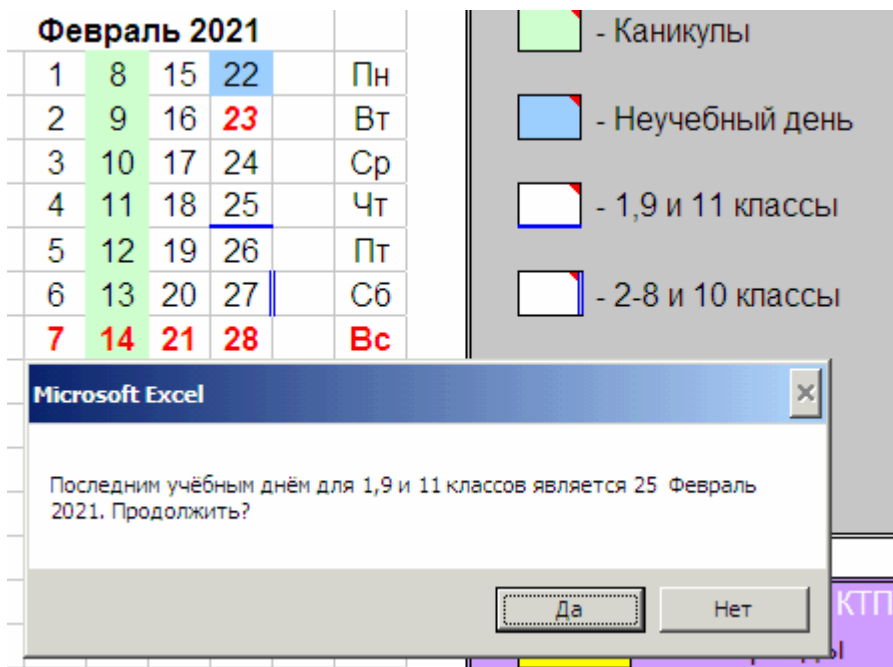 Февраль 2021
1 8 15 22 Пн
2 9 16 23 Вт
3 10 17 24 Ср
4 11 18 25 Чт
5 12 19 26 Пт
6 13 20 27 Сб
7 14 21 28 Вс
- Каникулы
- Неучебный день
- 1,9 и 11 классы
- 2-8 и 10 классы
Microsoft Excel
Последним учёбным днём для 1,9 и 11 классов является 25 Февраль
2021. Продолжить?
Да Нет
КТП